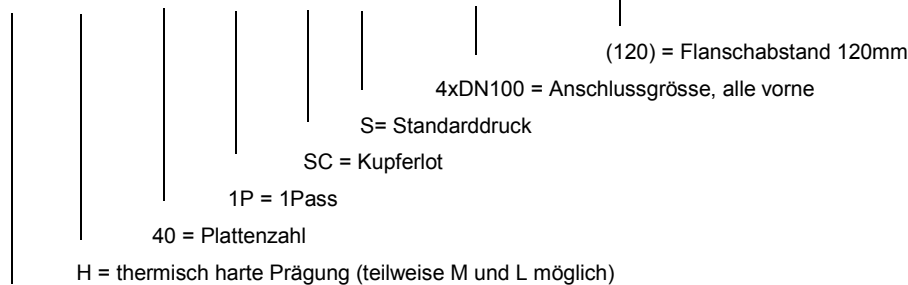 (120) = Flanschabstand 120mm
4xDN100 = Anschlussgrösse, alle vorne
S= Standarddruck
SC = Kupferlot
1P = 1Pass
40 = Plattenzahl
H = thermisch harte Prägung (teilweise M und L möglich)